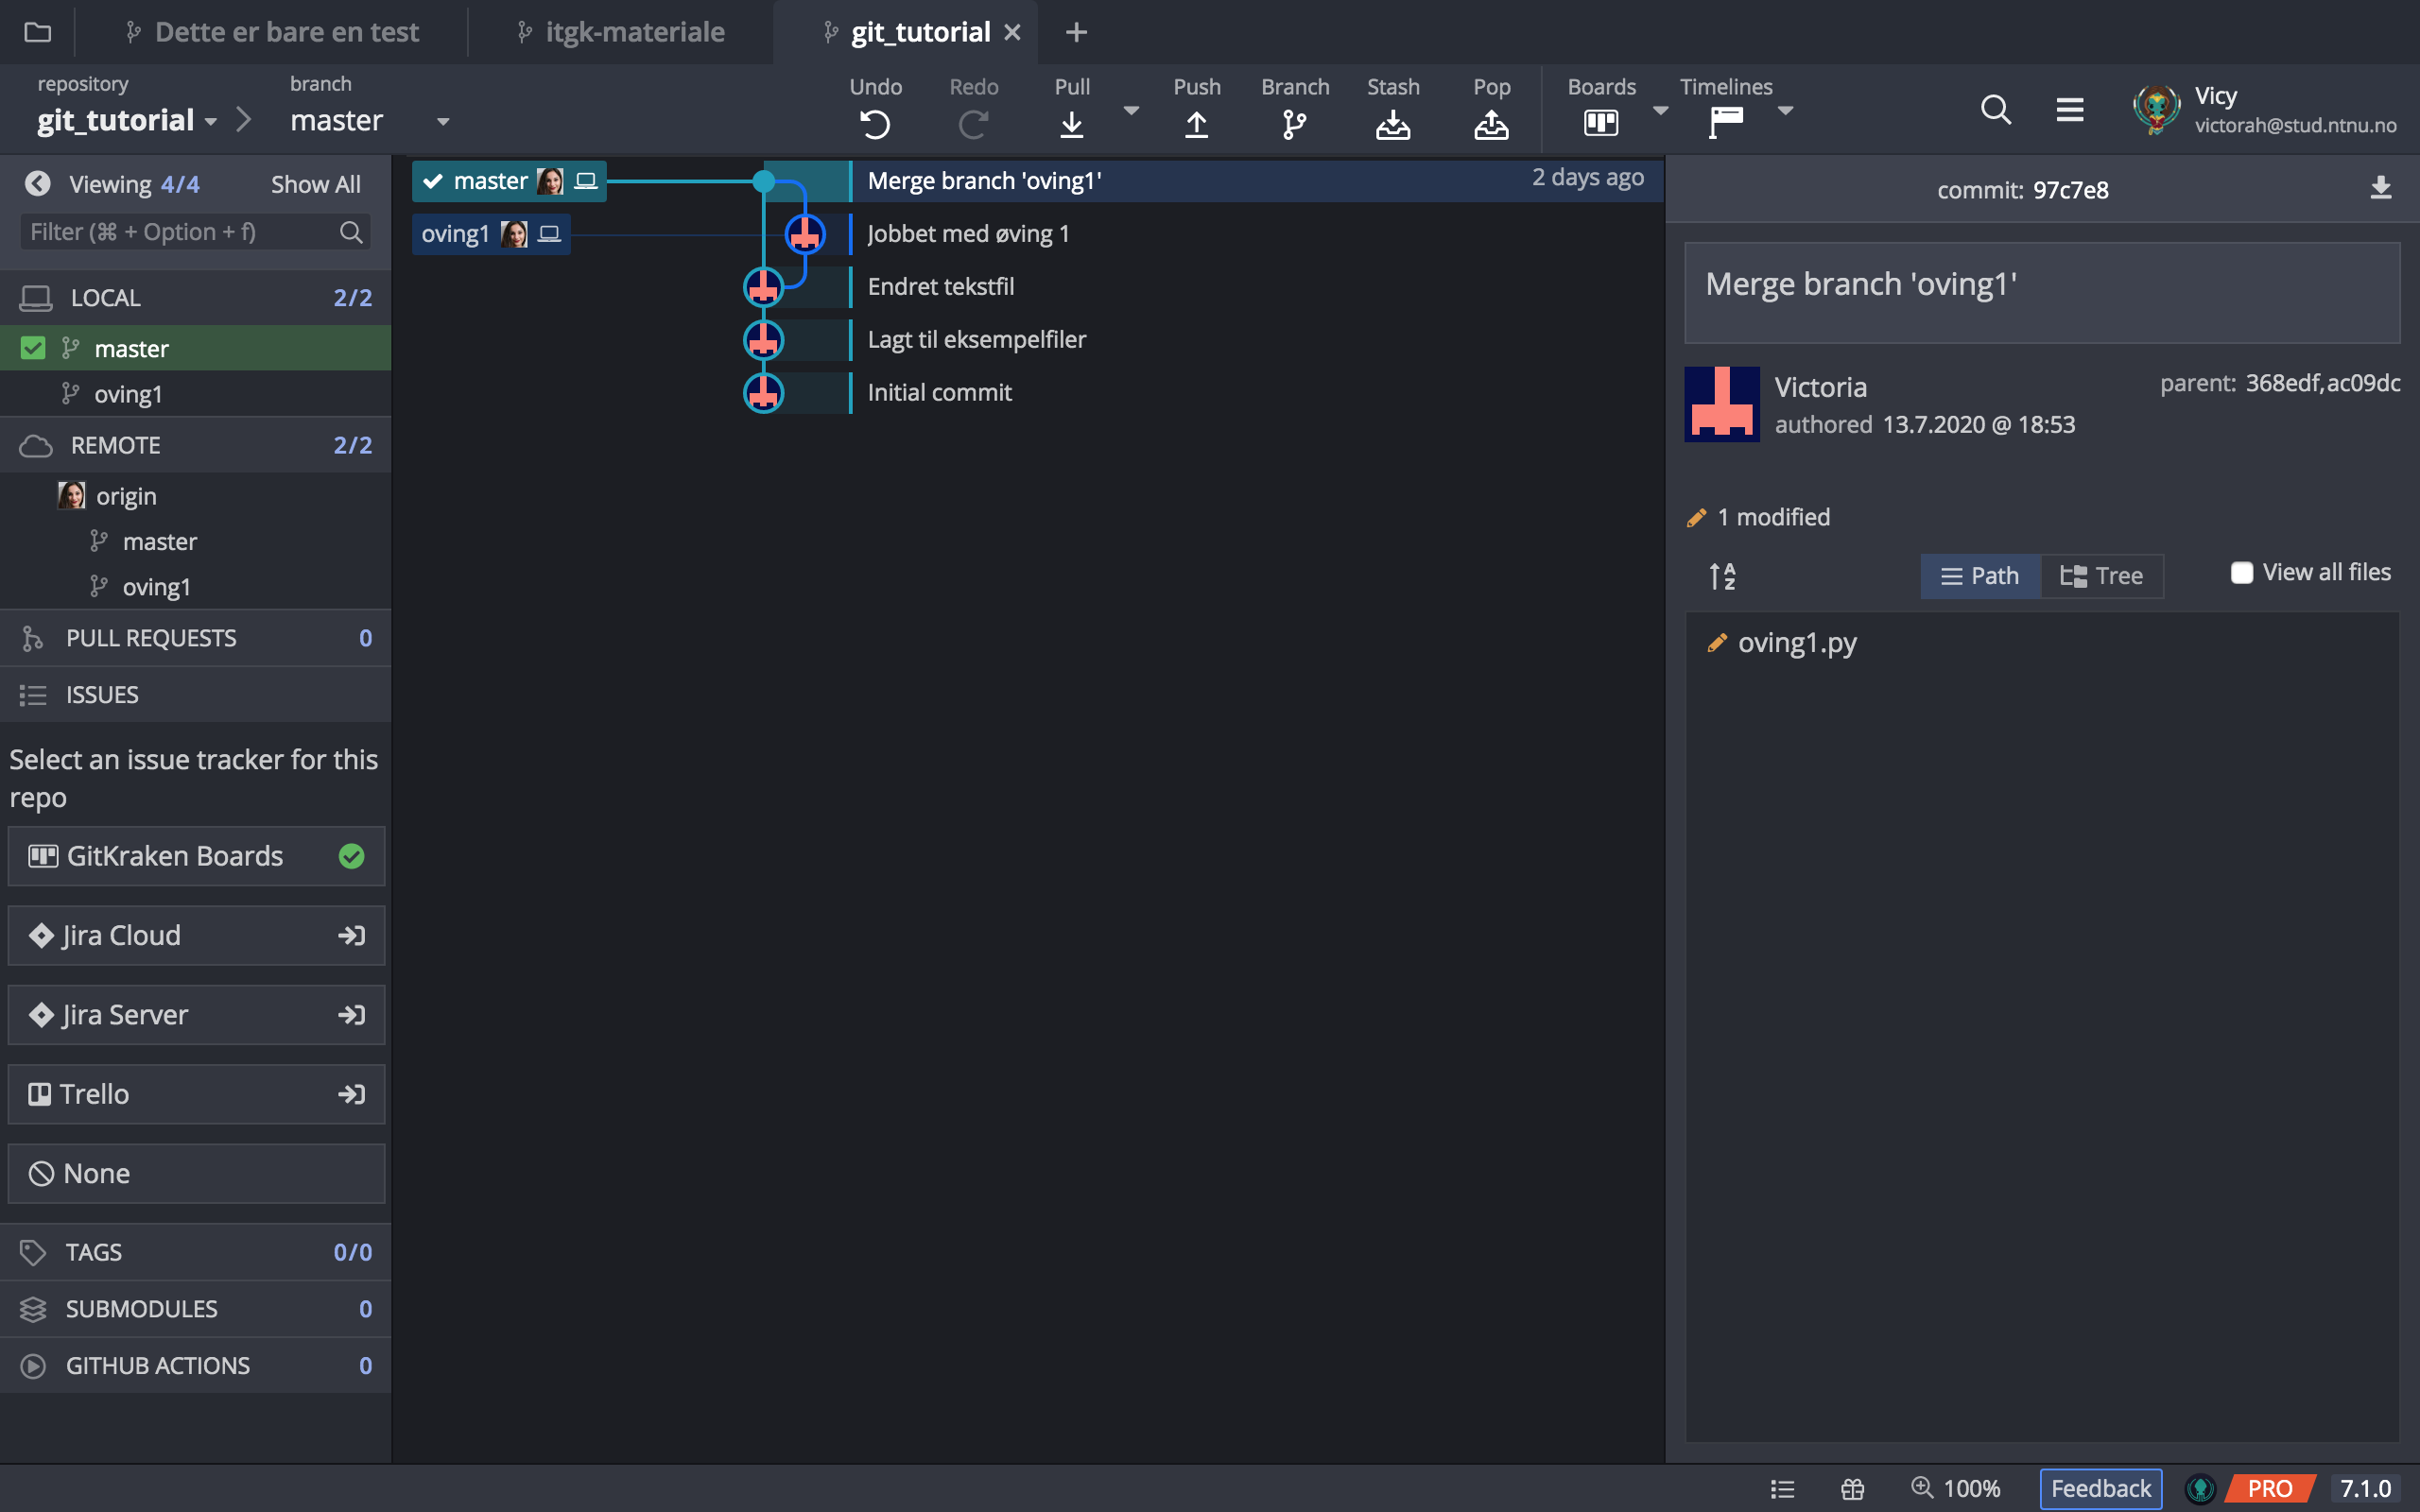 Dette er bare en test
itgk-materiale
git_tutorial
repository
git_tutorial
branch
master
Undo
Redo
Pull
Push
Branch
Stash
Pop
Boards
Timelines
Vicy
victorah@stud.ntnu.no
Viewing 4/4
Show All
Filter (⌘ + Option + f)
LOCAL 2/2
master
oving1
REMOTE 2/2
origin
master
oving1
PULL REQUESTS 0
ISSUES
Select an issue tracker for this
repo
GitKraken Boards
Jira Cloud
Jira Server
Trello
None
TAGS 0/0
SUBMODULES 0
GITHUB ACTIONS 0
master
Merge branch 'oving1'
2 days ago
oving1
Jobbet med øving 1
Endret tekstfil
Lagt til eksempelfiler
Initial commit
commit: 97c7e8
Merge branch 'oving1'
Victoria
authored 13.7.2020 @ 18:53
parent: 368edf,ac09dc
1 modified
A
Z
Path
Tree
View all files
oving1.py
100%
Feedback
PRO
7.1.0